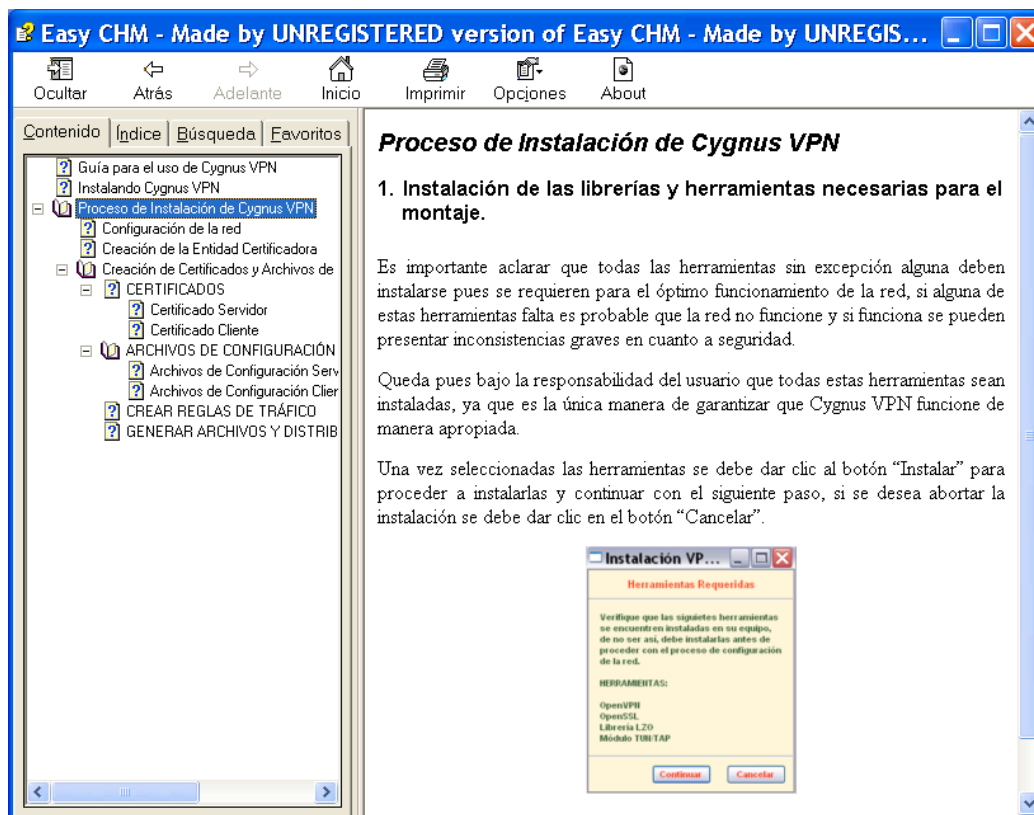 Easy CHM - Made by UNREGISTERED version of Easy CHM - Made by UNREGIS...
Ocultar Atrás Adelante Inicio Imprimir Opciones About
Contenido Índice Búsqueda Favoritos
Guía para el uso de Cygnus VPN
Instalando Cygnus VPN
Proceso de Instalación de Cygnus VPN
Configuración de la red
Creación de la Entidad Certificadora
Creación de Certificados y Archivos de
CERTIFICADOS
Certificado Servidor
Certificado Cliente
ARCHIVOS DE CONFIGURACIÓN
Archivos de Configuración Serv
Archivos de Configuración Clier
CREAR REGLAS DE TRÁFICO
GENERAR ARCHIVOS Y DISTRIB
Proceso de Instalación de Cygnus VPN
1. Instalación de las librerías y herramientas necesarias para el
montaje.
Es importante aclarar que todas las herramientas sin excepción alguna deben
instalarse pues se requieren para el óptimo funcionamiento de la red, si alguna de
estas herramientas falta es probable que la red no funcione y si funciona se pueden
presentar inconsistencias graves en cuanto a seguridad.
Queda pues bajo la responsabilidad del usuario que todas estas herramientas sean
instaladas, ya que es la única manera de garantizar que Cygnus VPN funcione de
manera apropiada.
Una vez seleccionadas las herramientas se debe dar clic al botón “Instalar” para
proceder a instalarlas y continuar con el siguiente paso, si se desea abortar la
instalación se debe dar clic en el botón “Cancelar”.
Instalación VP...
Herramientas Requeridas
Verifique que las siguietes herramientas
se encuentren instaladas en su equipo,
de no ser así, debe instalarlas antes de
proceder con el proceso de configuración
de la red.
HERRAMIENTAS:
OpenVPN
OpenSSL
Librería LZO
Módulo TUN/TAP
Continuar Cancelar